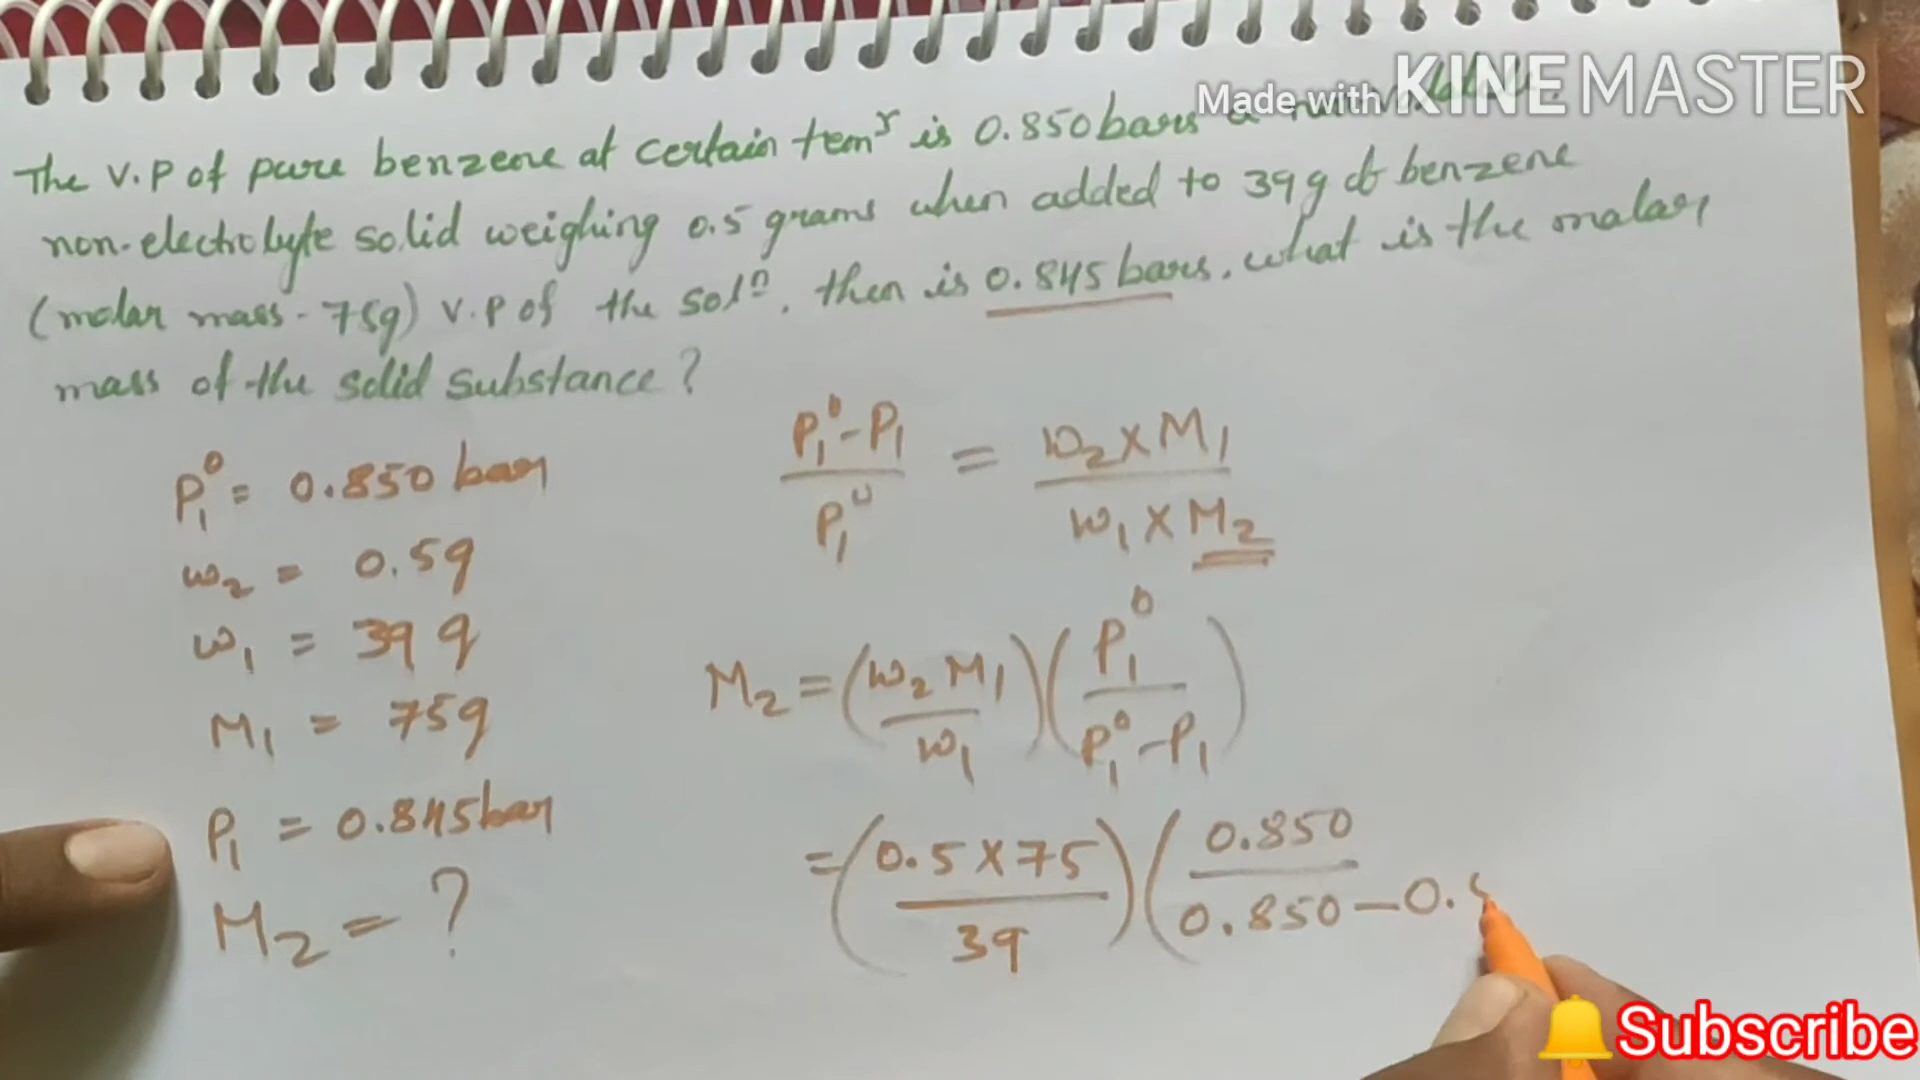 Made with KINEMASTER
The V.P of pure benzene at certain temr is 0.850 bars a
non-electrolyte solid weighing 0.5 grams when added to 39g of benzene
(molar mass - 75g) V.P of the soln, then is 0.845 bars. what is the molar
mass of the solid substance?
P₁⁰ = 0.850 bar
w₂ = 0.5g
w₁ = 39 g
M₁ = 75g
P₁ = 0.845 bar
M₂ = ?
P₁⁰-P₁ / P₁⁰ = w₂ x M₁ / w₁ x M₂
M₂ = (w₂ M₁ / w₁) (P₁⁰ / P₁⁰-P₁)
= (0.5 x 75 / 39) (0.850 / 0.850 - 0.
Subscribe